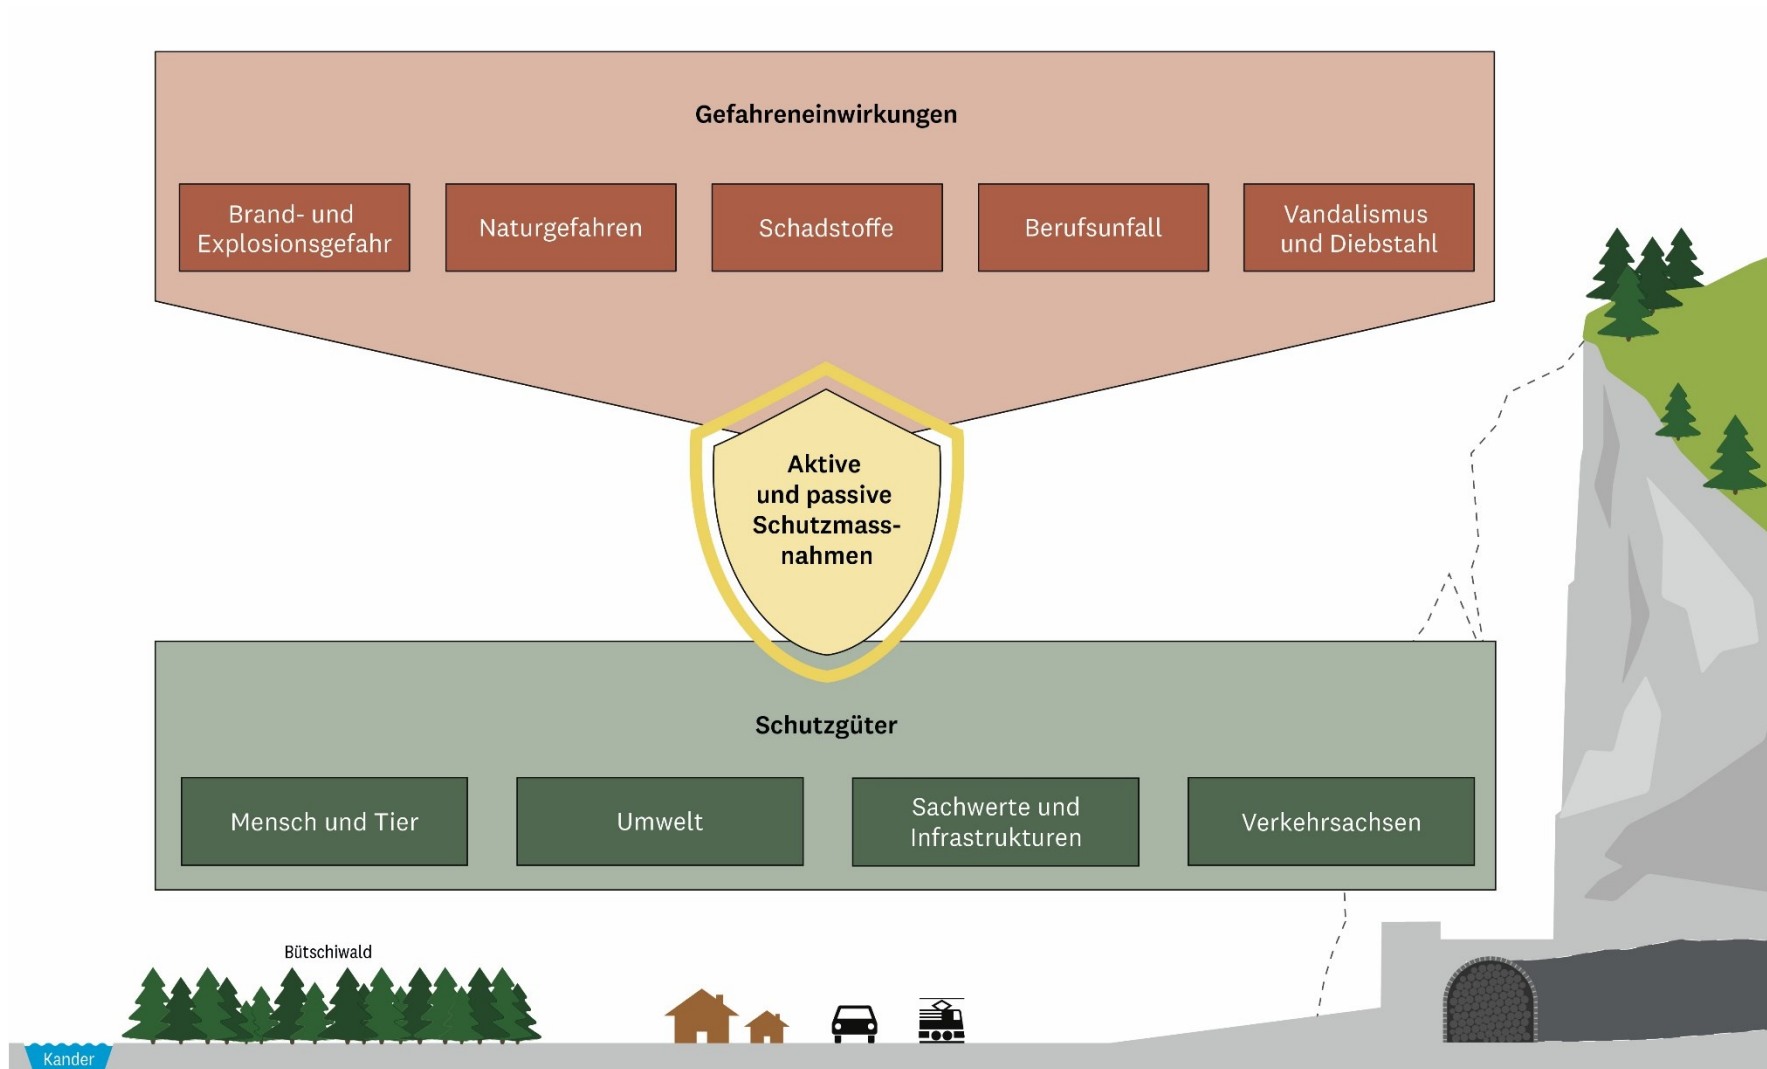 Gefahreneinwirkungen
Brand- und
Explosionsgefahr
Naturgefahren
Schadstoffe
Berufsunfall
Vandalismus
und Diebstahl
Aktive
und passive
Schutzmass-
nahmen
Schutzgüter
Mensch und Tier
Umwelt
Sachwerte und
Infrastrukturen
Verkehrsachsen
Bütschiwald
Kander